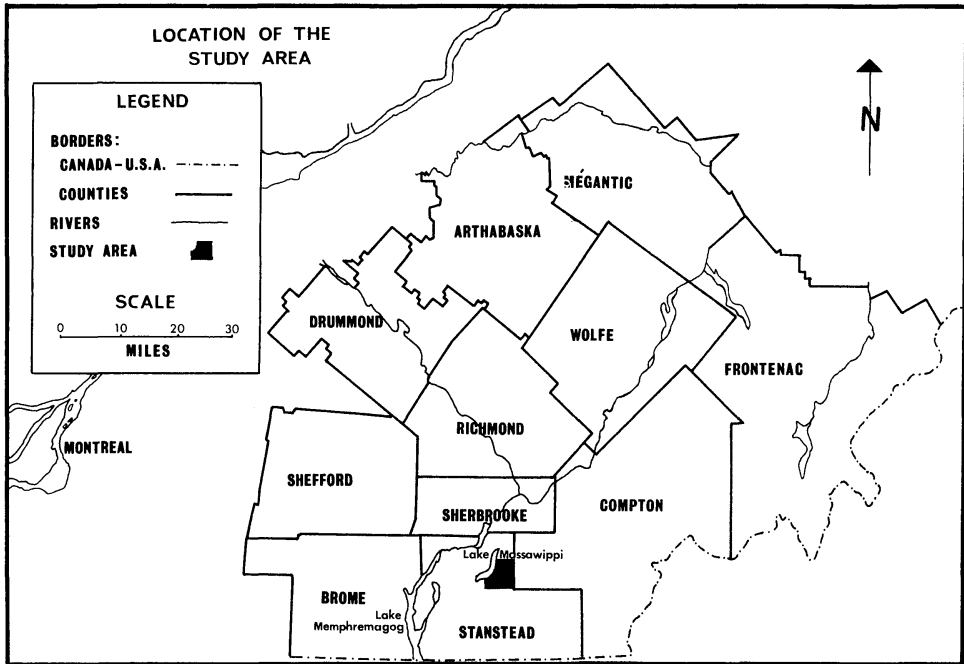 LOCATION OF THE
STUDY AREA
LEGEND
BORDERS:
CANADA-U.S.A.
COUNTIES
RIVERS
STUDY AREA
SCALE
0 10 20 30
MILES
N
MÉGANTIC
ARTHABASKA
DRUMMOND
WOLFE
FRONTENAC
MONTREAL
RICHMOND
SHEFFORD
COMPTON
SHERBROOKE
Lake Massawippi
BROME
Lake
Memphremagog
STANSTEAD